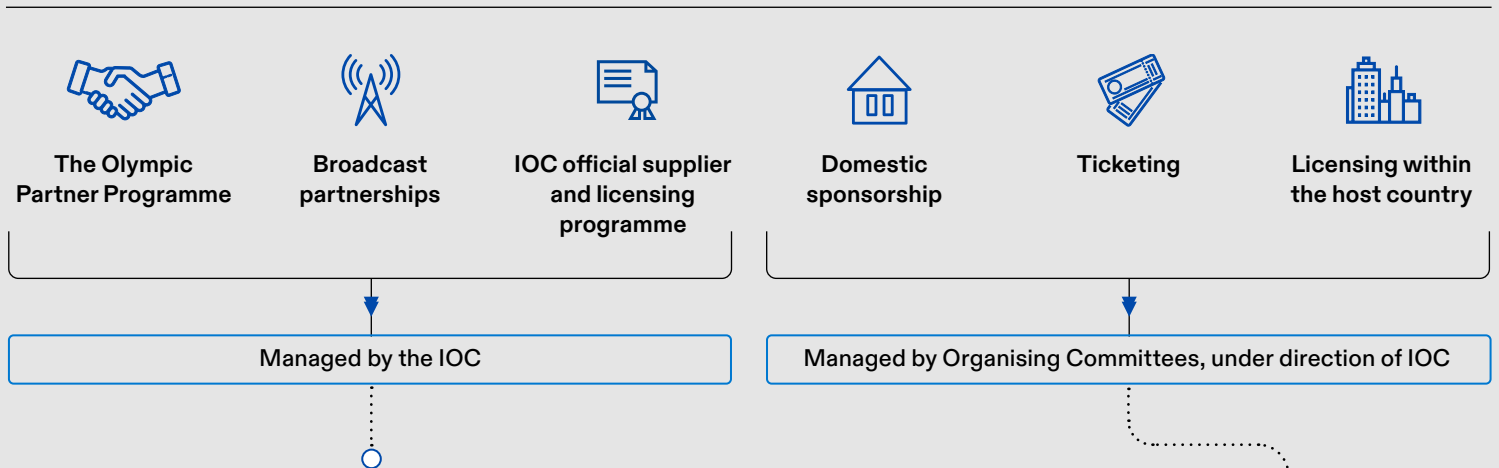 The Olympic
Partner Programme
Broadcast
partnerships
IOC official supplier
and licensing
programme
Domestic
sponsorship
Ticketing
Licensing within
the host country
Managed by the IOC
Managed by Organising Committees, under direction of IOC